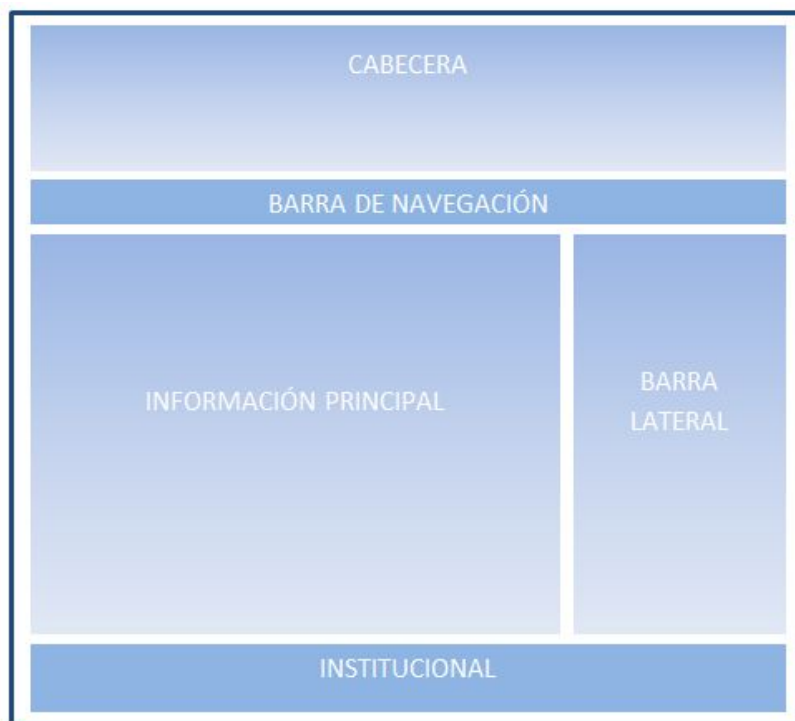 CABECERA
BARRA DE NAVEGACIÓN
INFORMACIÓN PRINCIPAL
BARRA
LATERAL
INSTITUCIONAL